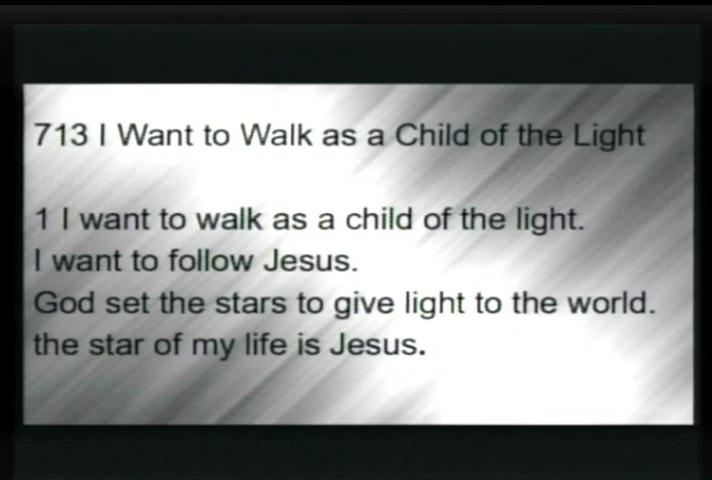 713 I Want to Walk as a Child of the Light
1 I want to walk as a child of the light.
I want to follow Jesus.
God set the stars to give light to the world.
the star of my life is Jesus.